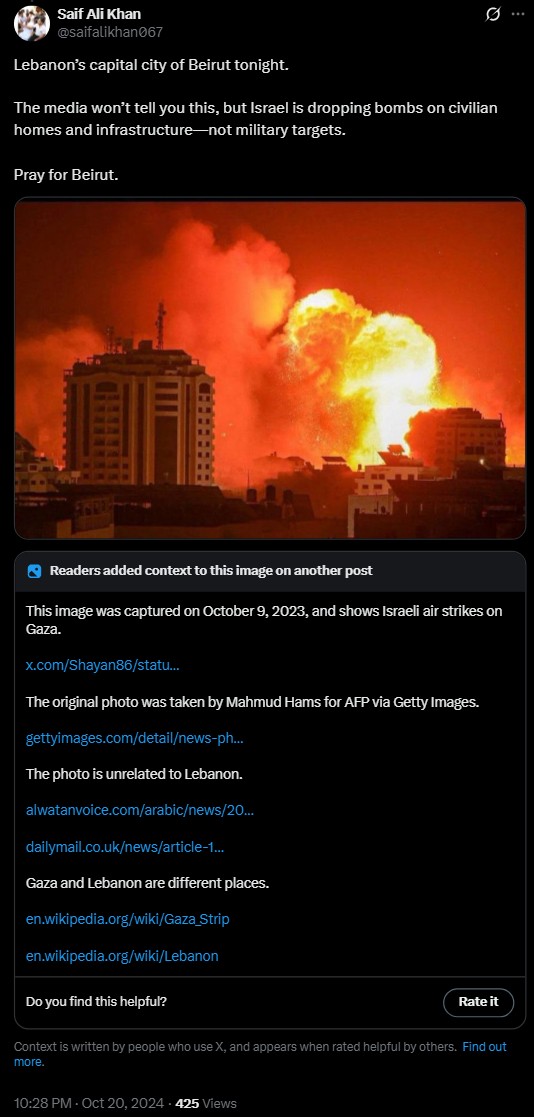 Saif Ali Khan
@saifalikhan067
Lebanon’s capital city of Beirut tonight.
The media won’t tell you this, but Israel is dropping bombs on civilian
homes and infrastructure—not military targets.
Pray for Beirut.
Readers added context to this image on another post
This image was captured on October 9, 2023, and shows Israeli air strikes on
Gaza.
x.com/Shayan86/statu...
The original photo was taken by Mahmud Hams for AFP via Getty Images.
gettyimages.com/detail/news-ph...
The photo is unrelated to Lebanon.
alwatanvoice.com/arabic/news/20...
dailymail.co.uk/news/article-1...
Gaza and Lebanon are different places.
en.wikipedia.org/wiki/Gaza_Strip
en.wikipedia.org/wiki/Lebanon
Do you find this helpful?
Rate it
Context is written by people who use X, and appears when rated helpful by others. Find out
more.
10:28 PM · Oct 20, 2024 · 425 Views